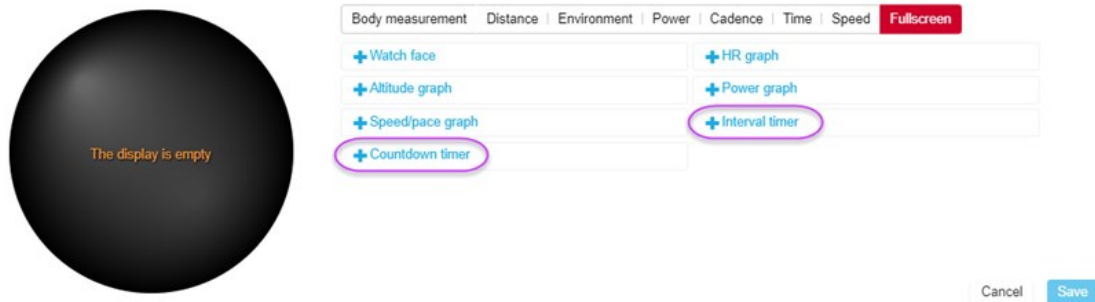 Body measurement Distance Environment Power Cadence Time Speed Fullscreen
Watch face HR graph
Altitude graph Power graph
Speed/pace graph Interval timer
The display is empty Countdown timer
Cancel Save